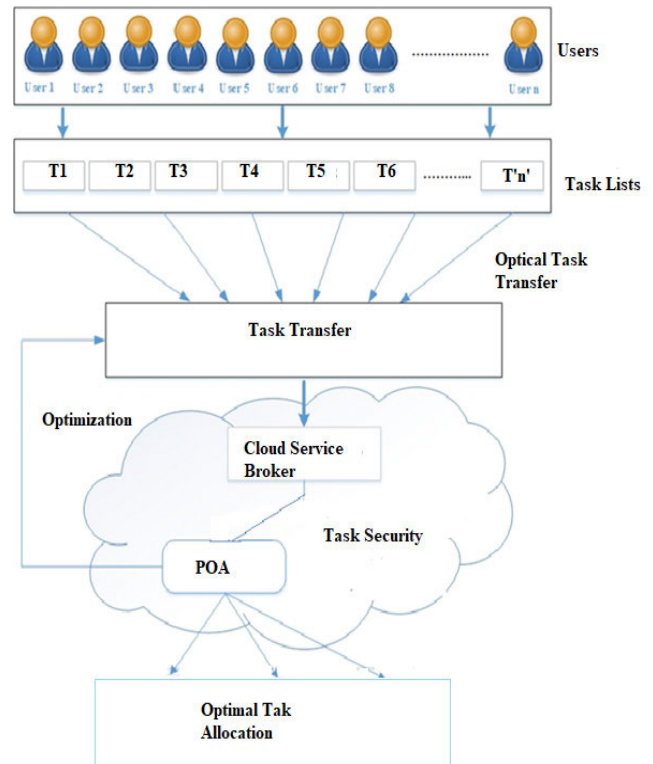 Users
User 1 User 2 User 3 User 4 User 5 User 6 User 7 User 8 ................... User n
T1 T2 T3 T4 T5 T6 ........... T'n'
Task Lists
Optical Task
Transfer
Task Transfer
Optimization
Cloud Service
Broker
Task Security
POA
Optimal Tak
Allocation